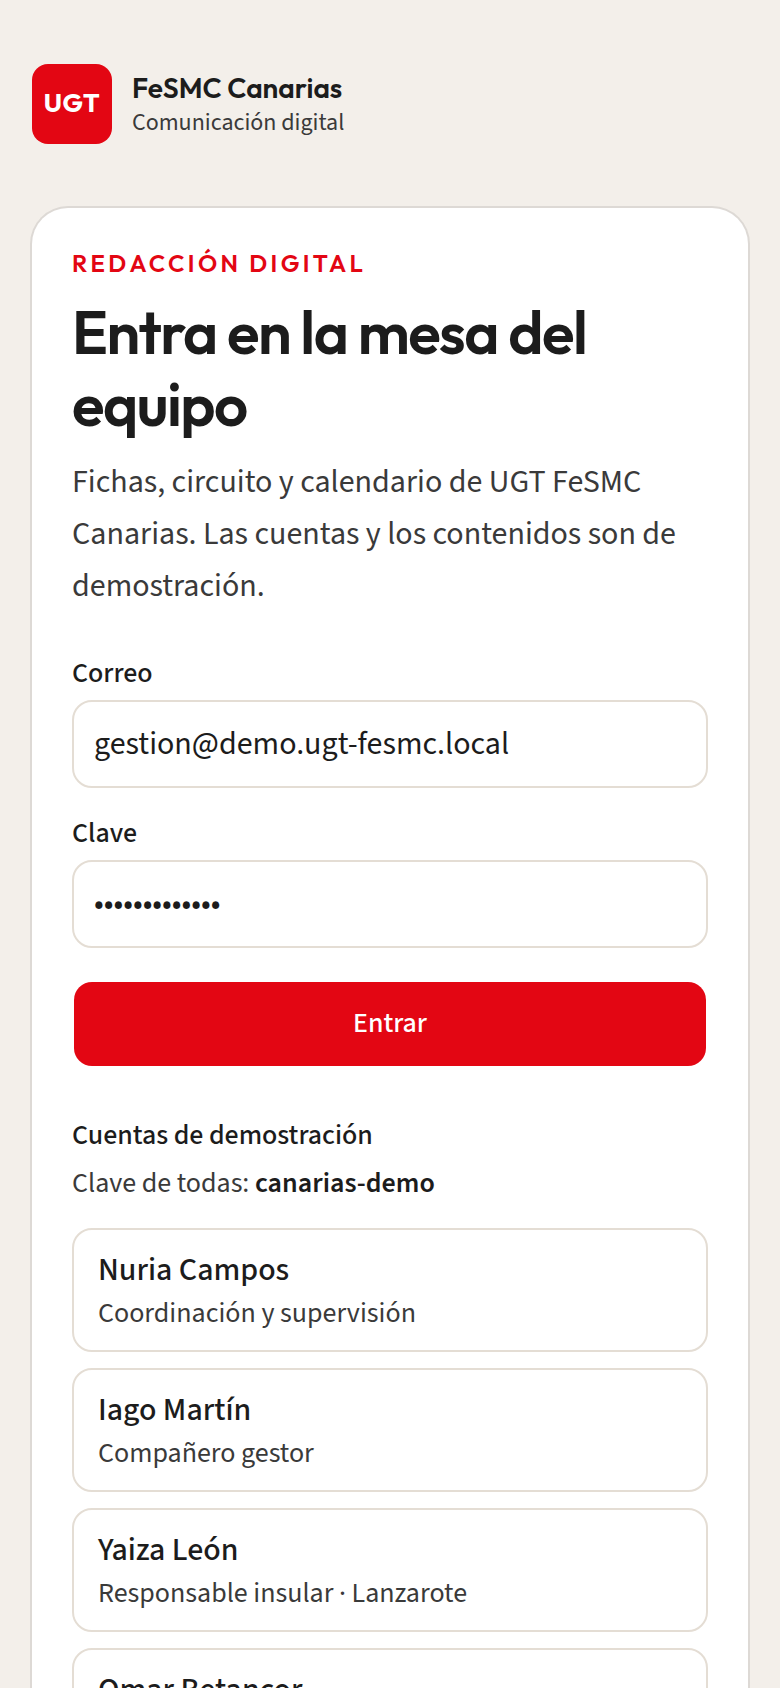 UGT
FeSMC Canarias
Comunicación digital
REDACCIÓN DIGITAL
Entra en la mesa del
equipo
Fichas, circuito y calendario de UGT FeSMC
Canarias. Las cuentas y los contenidos son de
demostración.
Correo
gestion@demo.ugt-fesmc.local
Clave
•••••••••••••
Entrar
Cuentas de demostración
Clave de todas: canarias-demo
Nuria Campos
Coordinación y supervisión
Iago Martín
Compañero gestor
Yaiza León
Responsable insular · Lanzarote
Omar Betancor